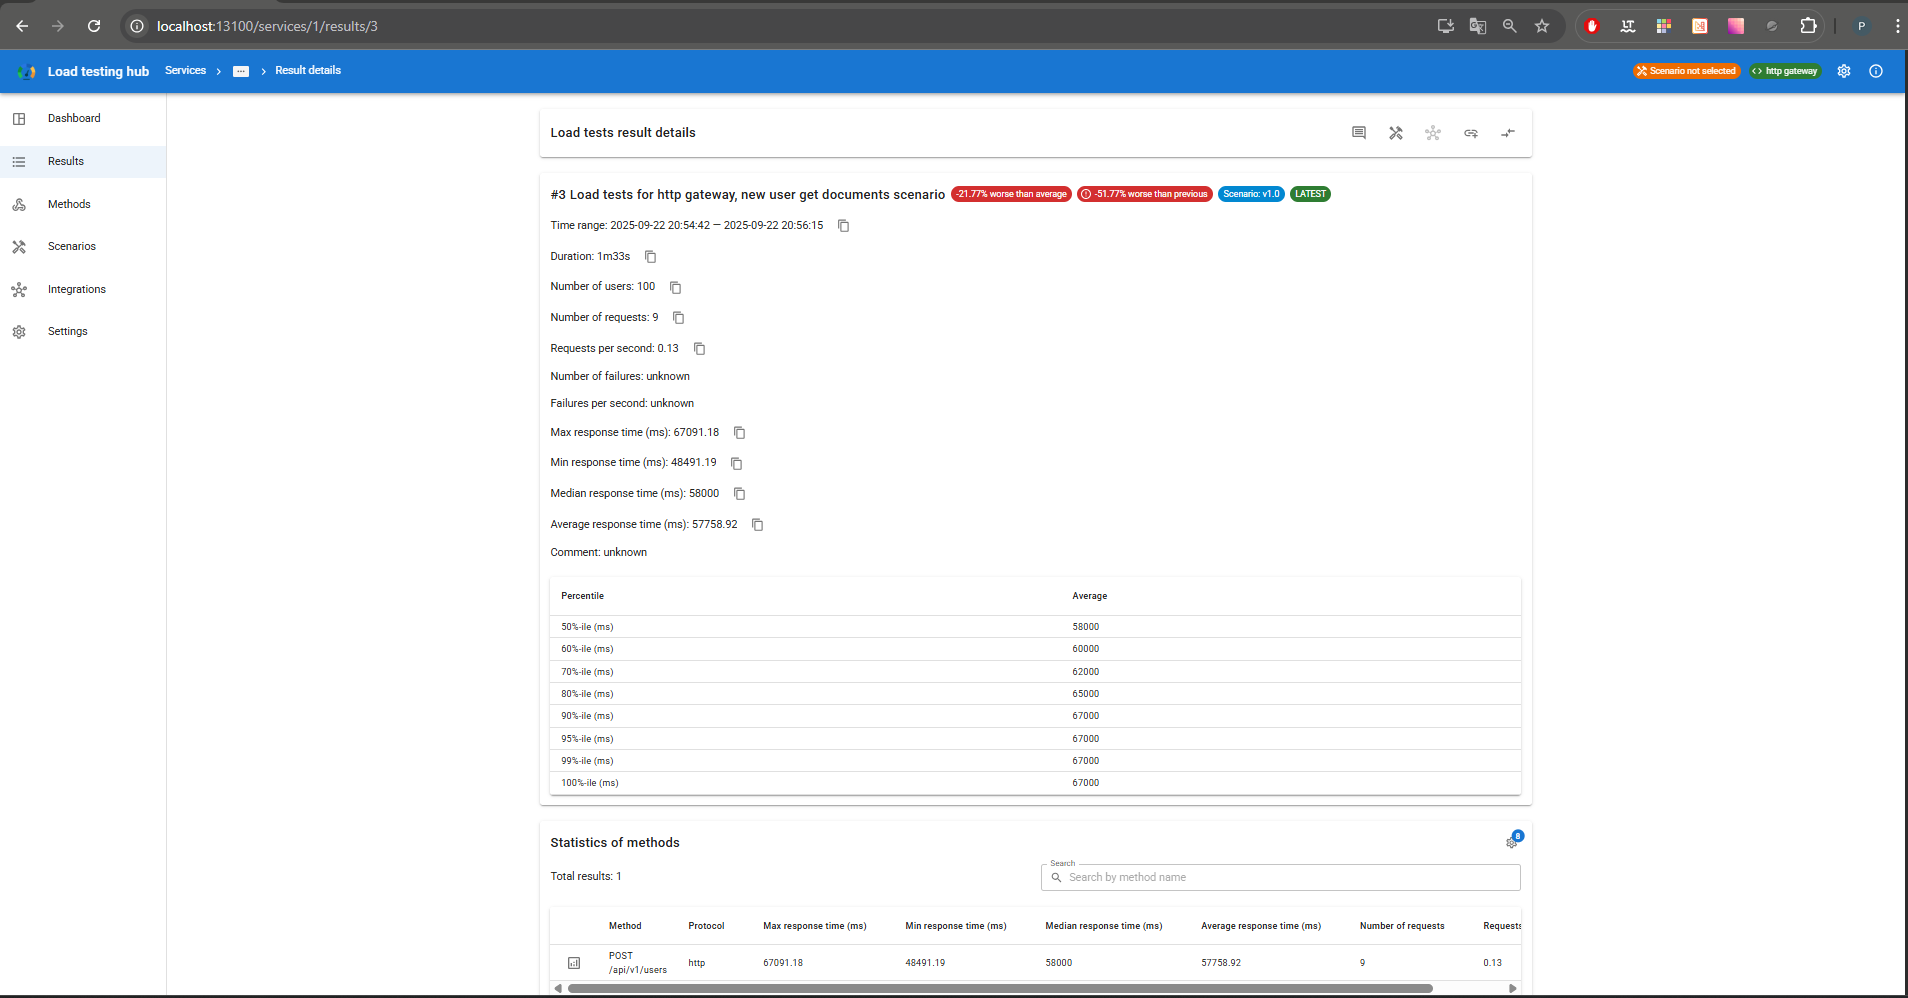 localhost:13100/services/1/results/3
P
Load testing hub
Services > ... > Result details
Scenario not selected
<> http gateway
Dashboard
Results
Methods
Scenarios
Integrations
Settings
Load tests result details
#3 Load tests for http gateway, new user get documents scenario
-21.77% worse than average
-51.77% worse than previous
Scenario: v1.0
LATEST
Time range: 2025-09-22 20:54:42 — 2025-09-22 20:56:15
Duration: 1m33s
Number of users: 100
Number of requests: 9
Requests per second: 0.13
Number of failures: unknown
Failures per second: unknown
Max response time (ms): 67091.18
Min response time (ms): 48491.19
Median response time (ms): 58000
Average response time (ms): 57758.92
Comment: unknown
Percentile Average
50%-ile (ms) 58000
60%-ile (ms) 60000
70%-ile (ms) 62000
80%-ile (ms) 65000
90%-ile (ms) 67000
95%-ile (ms) 67000
99%-ile (ms) 67000
100%-ile (ms) 67000
Statistics of methods
8
Total results: 1
Search
Search by method name
Method Protocol Max response time (ms) Min response time (ms) Median response time (ms) Average response time (ms) Number of requests Requests
POST
/api/v1/users http 67091.18 48491.19 58000 57758.92 9 0.13